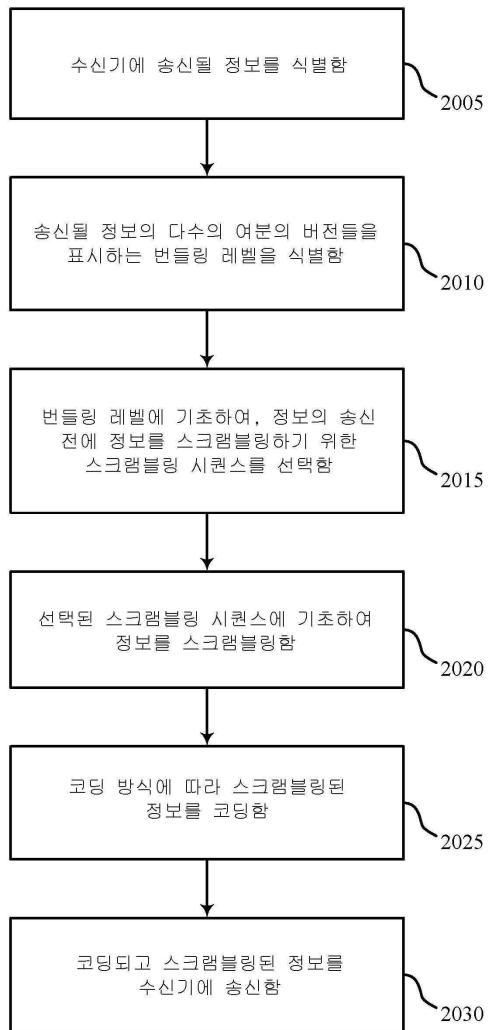 수신기에 송신될 정보를 식별함
2005
송신될 정보의 다수의 여분의 버전들을
표시하는 번들링 레벨을 식별함
2010
번들링 레벨에 기초하여, 정보의 송신
전에 정보를 스크램블링하기 위한
스크램블링 시퀀스를 선택함
2015
선택된 스크램블링 시퀀스에 기초하여
정보를 스크램블링함
2020
코딩 방식에 따라 스크램블링된
정보를 코딩함
2025
코딩되고 스크램블링된 정보를
수신기에 송신함
2030